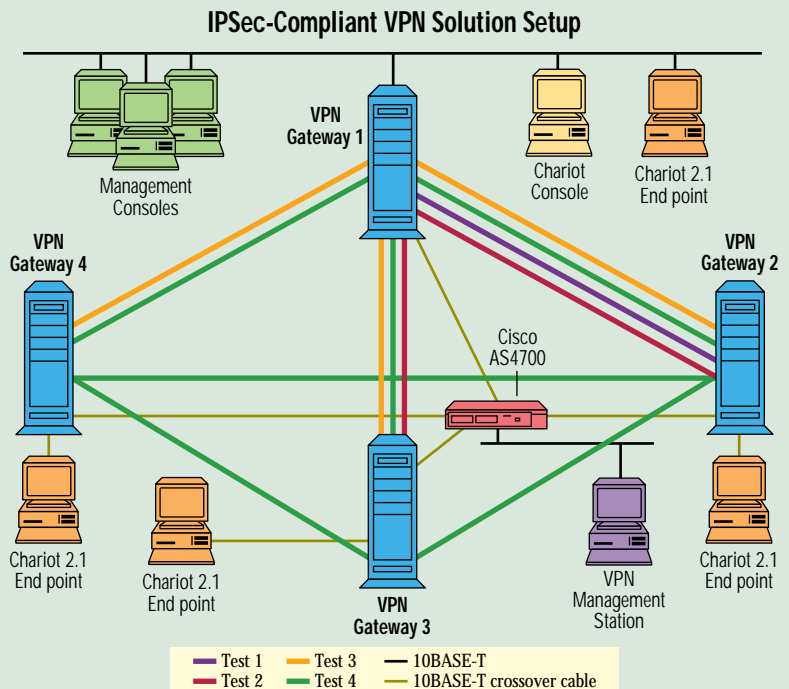 IPSec-Compliant VPN Solution Setup
Management
Consoles
VPN
Gateway 1
Chariot
Console
Chariot 2.1
End point
VPN
Gateway 4
VPN
Gateway 2
Cisco
AS4700
Chariot 2.1
End point
Chariot 2.1
End point
VPN
Gateway 3
VPN
Management
Station
Chariot 2.1
End point
Test 1
Test 3
10BASE-T
Test 2
Test 4
10BASE-T crossover cable